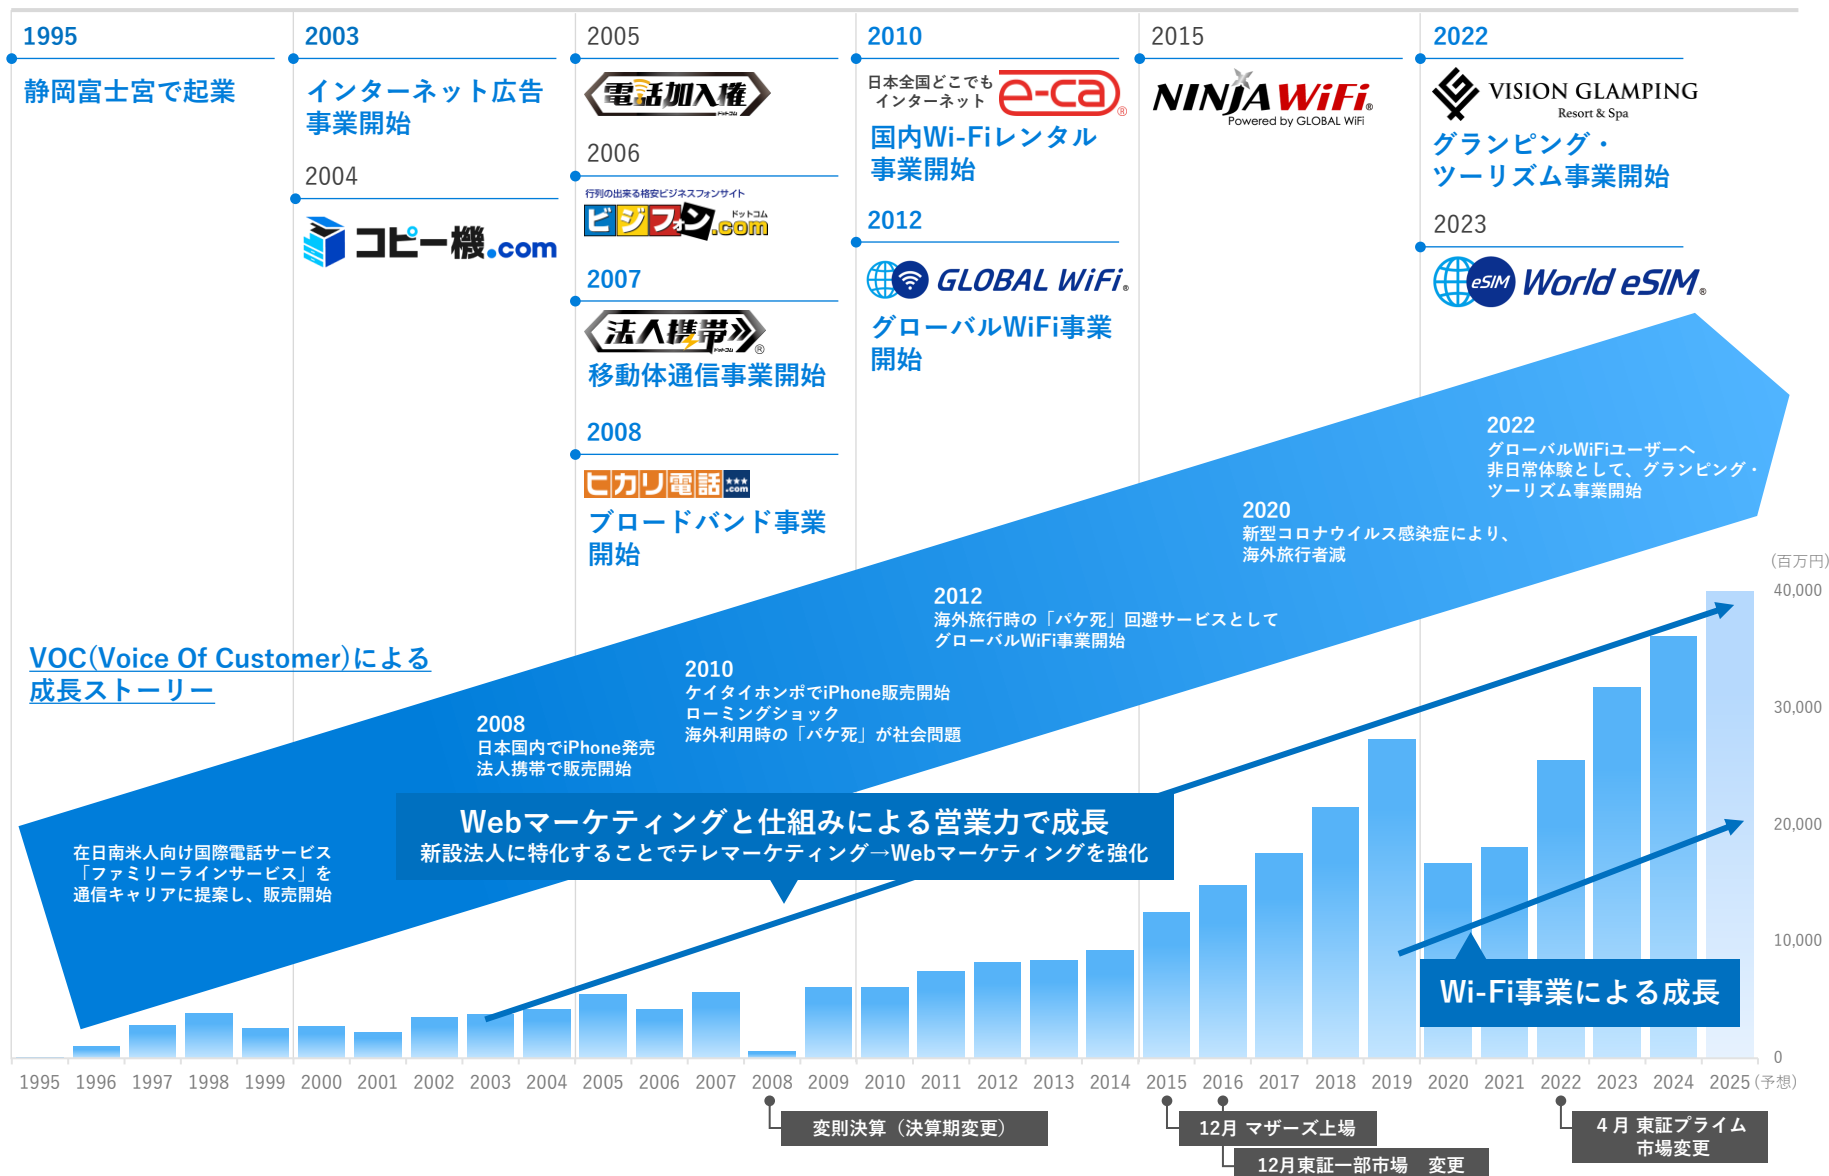 1995
静岡富士宮で起業
2003
インターネット広告
事業開始
2004
コピー機.com
2005
電話加入権
ドットコム
2006
行列の出来る格安ビジネスフォンサイト
ビジフォン.com
ドットコム
2007
法人携帯
ドットコム
®
移動体通信事業開始
2008
ヒカリ電話.com
ブロードバンド事業
開始
2010
日本全国どこでも
インターネット
e-ca®
国内Wi-Fiレンタル
事業開始
2012
GLOBAL WiFi®
グローバルWiFi事業
開始
2015
NINJA WiFi®
Powered by GLOBAL WiFi
2022
VISION GLAMPING
Resort & Spa
グランピング・
ツーリズム事業開始
2023
eSIM World eSIM®
VOC(Voice Of Customer)による
成長ストーリー
在日南米人向け国際電話サービス
「ファミリーラインサービス」を
通信キャリアに提案し、販売開始
2008
日本国内でiPhone発売
法人携帯で販売開始
2010
ケイタイホンポでiPhone販売開始
ローミングショック
海外利用時の「パケ死」が社会問題
2012
海外旅行時の「パケ死」回避サービスとして
グローバルWiFi事業開始
2020
新型コロナウイルス感染症により、
海外旅行者減
2022
グローバルWiFiユーザーへ
非日常体験として、グランピング・
ツーリズム事業開始
Webマーケティングと仕組みによる営業力で成長
新設法人に特化することでテレマーケティング→Webマーケティングを強化
Wi-Fi事業による成長
(百万円)
40,000
30,000
20,000
10,000
0
1995 1996 1997 1998 1999 2000 2001 2002 2003 2004 2005 2006 2007 2008 2009 2010 2011 2012 2013 2014 2015 2016 2017 2018 2019 2020 2021 2022 2023 2024 2025 (予想)
変則決算（決算期変更）
12月 マザーズ上場
12月東証一部市場　変更
4 月 東証プライム
市場変更